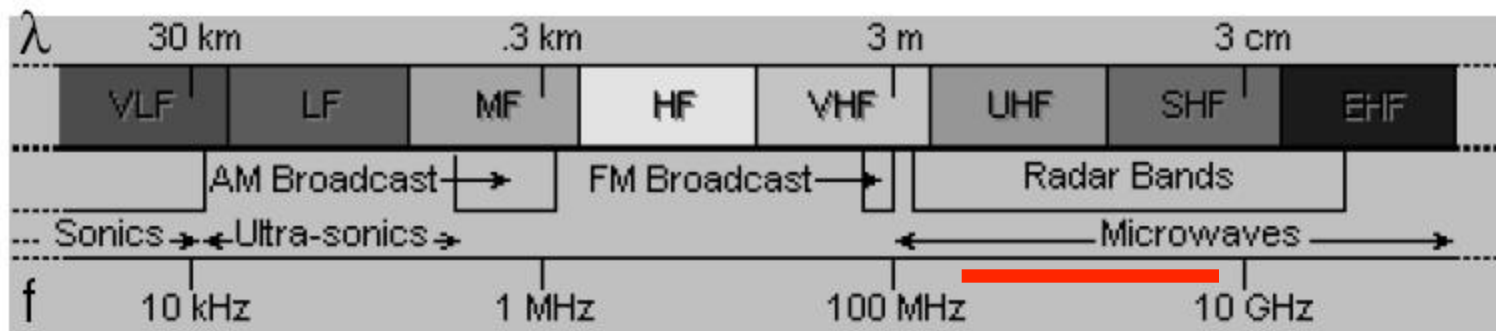 λ 30 km .3 km 3 m 3 cm
VLF LF MF HF VHF UHF SHF EHF
AM Broadcast FM Broadcast Radar Bands
Sonics Ultra-sonics Microwaves
f 10 kHz 1 MHz 100 MHz 10 GHz